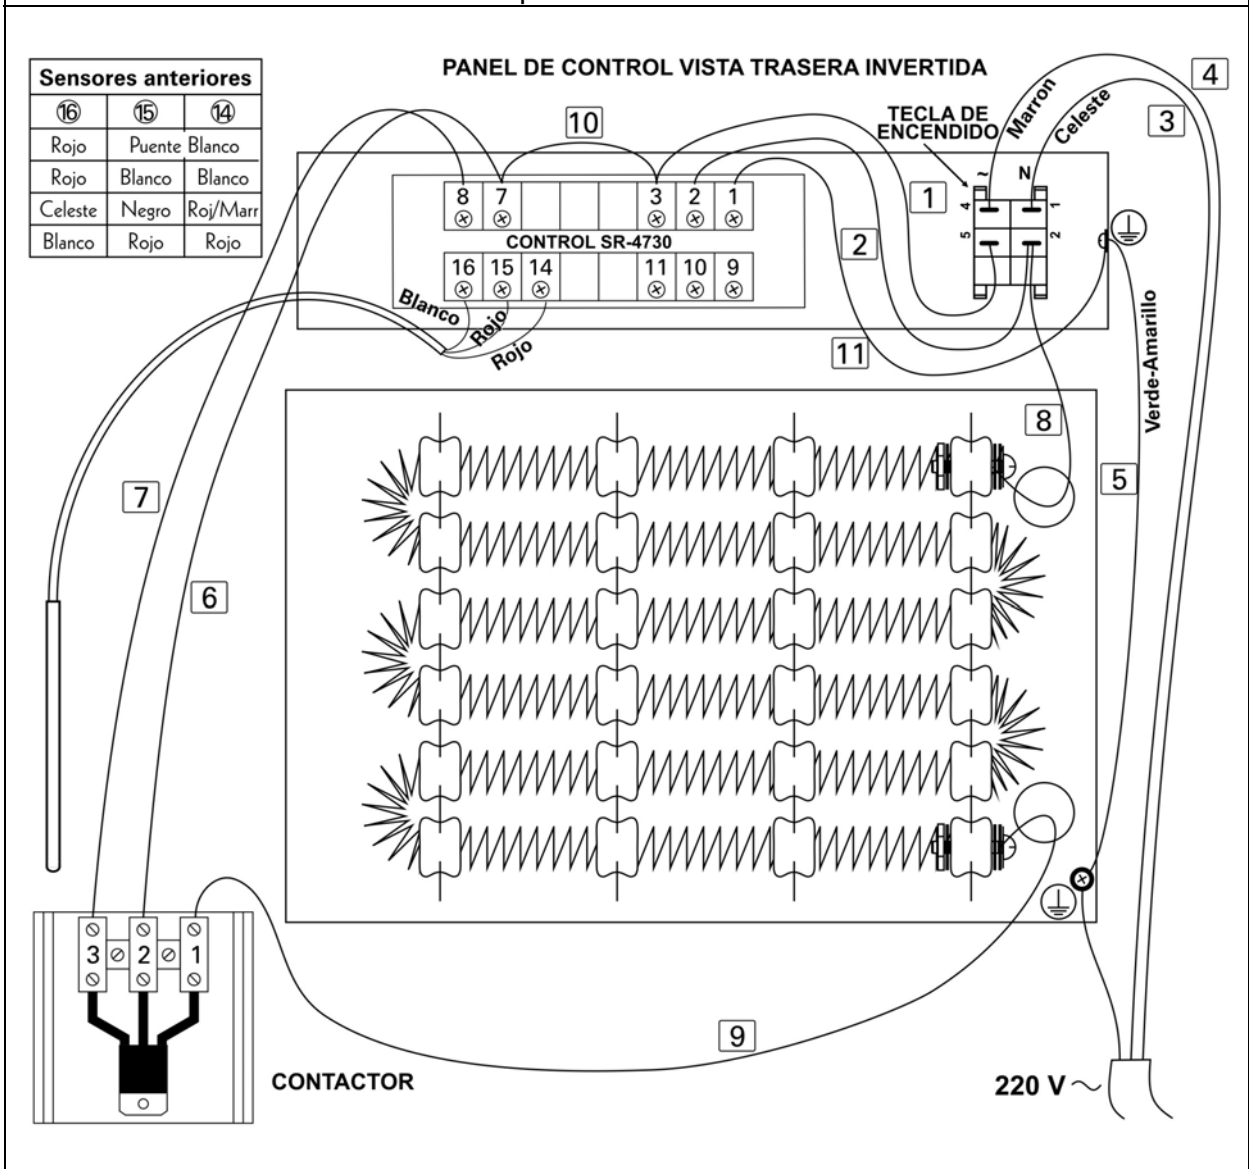 Sensores anteriores
⑯ ⑮ ⑭
Rojo Puente Blanco
Rojo Blanco Blanco
Celeste Negro Roj/Marr
Blanco Rojo Rojo
PANEL DE CONTROL VISTA TRASERA INVERTIDA
TECLA DE
ENCENDIDO
Marron
Celeste
4
3
10
~ N
4 1
5 2
8 7 3 2 1
CONTROL SR-4730
16 15 14 11 10 9
1
2
11
Blanco
Rojo
Rojo
Verde-Amarillo
8
5
7
6
3 2 1
9
CONTACTOR
220 V ~